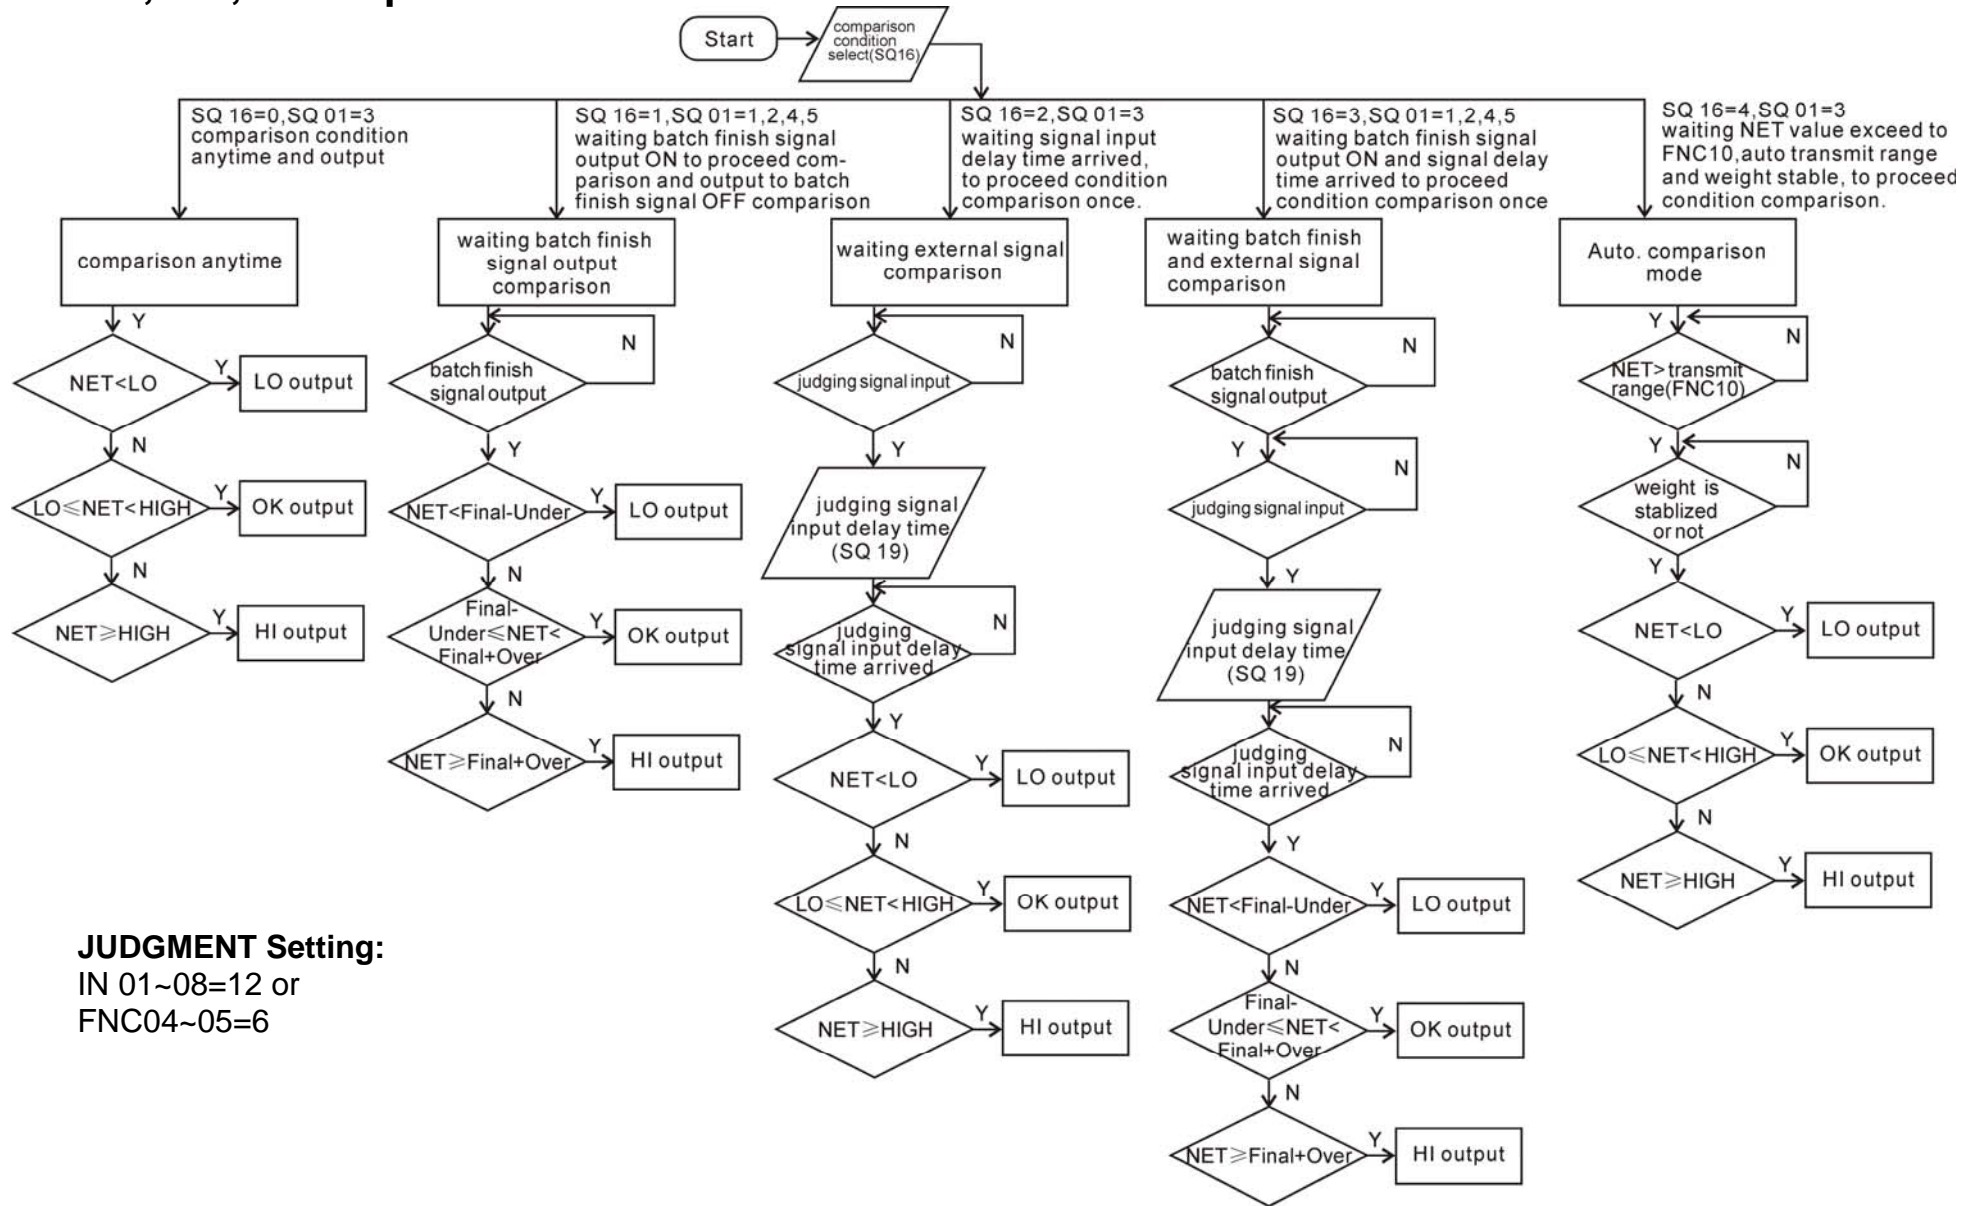 Start
comparison
condition
select(SQ16)
SQ 16=0,SQ 01=3
comparison condition
anytime and output
SQ 16=1,SQ 01=1,2,4,5
waiting batch finish signal
output ON to proceed com-
parison and output to batch
finish signal OFF comparison
SQ 16=2,SQ 01=3
waiting signal input
delay time arrived,
to proceed condition
comparison once.
SQ 16=3,SQ 01=1,2,4,5
waiting batch finish signal
output ON and signal delay
time arrived to proceed
condition comparison once
SQ 16=4,SQ 01=3
waiting NET value exceed to
FNC10,auto transmit range
and weight stable, to proceed
condition comparison.
comparison anytime
Y
NET<LO
Y
LO output
N
LO≤NET<HIGH
Y
OK output
N
NET≥HIGH
Y
HI output
waiting batch finish
signal output
comparison
N
batch finish
signal output
Y
NET<Final-Under
Y
LO output
N
Final-
Under≤NET<
Final+Over
Y
OK output
N
NET≥Final+Over
Y
HI output
waiting external signal
comparison
N
judging signal input
Y
judging signal
input delay time
(SQ 19)
N
judging
signal input delay
time arrived
Y
NET<LO
Y
LO output
N
LO≤NET<HIGH
Y
OK output
N
NET≥HIGH
Y
HI output
waiting batch finish
and external signal
comparison
N
batch finish
signal output
Y
N
judging signal input
Y
judging signal
input delay time
(SQ 19)
N
judging
signal input delay
time arrived
Y
NET<Final-Under
Y
LO output
N
Final-
Under≤NET<
Final+Over
Y
OK output
N
NET≥Final+Over
Y
HI output
Auto. comparison
mode
Y
N
NET>transmit
range(FNC10)
Y
N
weight is
stablized
or not
Y
NET<LO
Y
LO output
N
LO≤NET<HIGH
Y
OK output
N
NET≥HIGH
Y
HI output
JUDGMENT Setting:
IN 01~08=12 or
FNC04~05=6